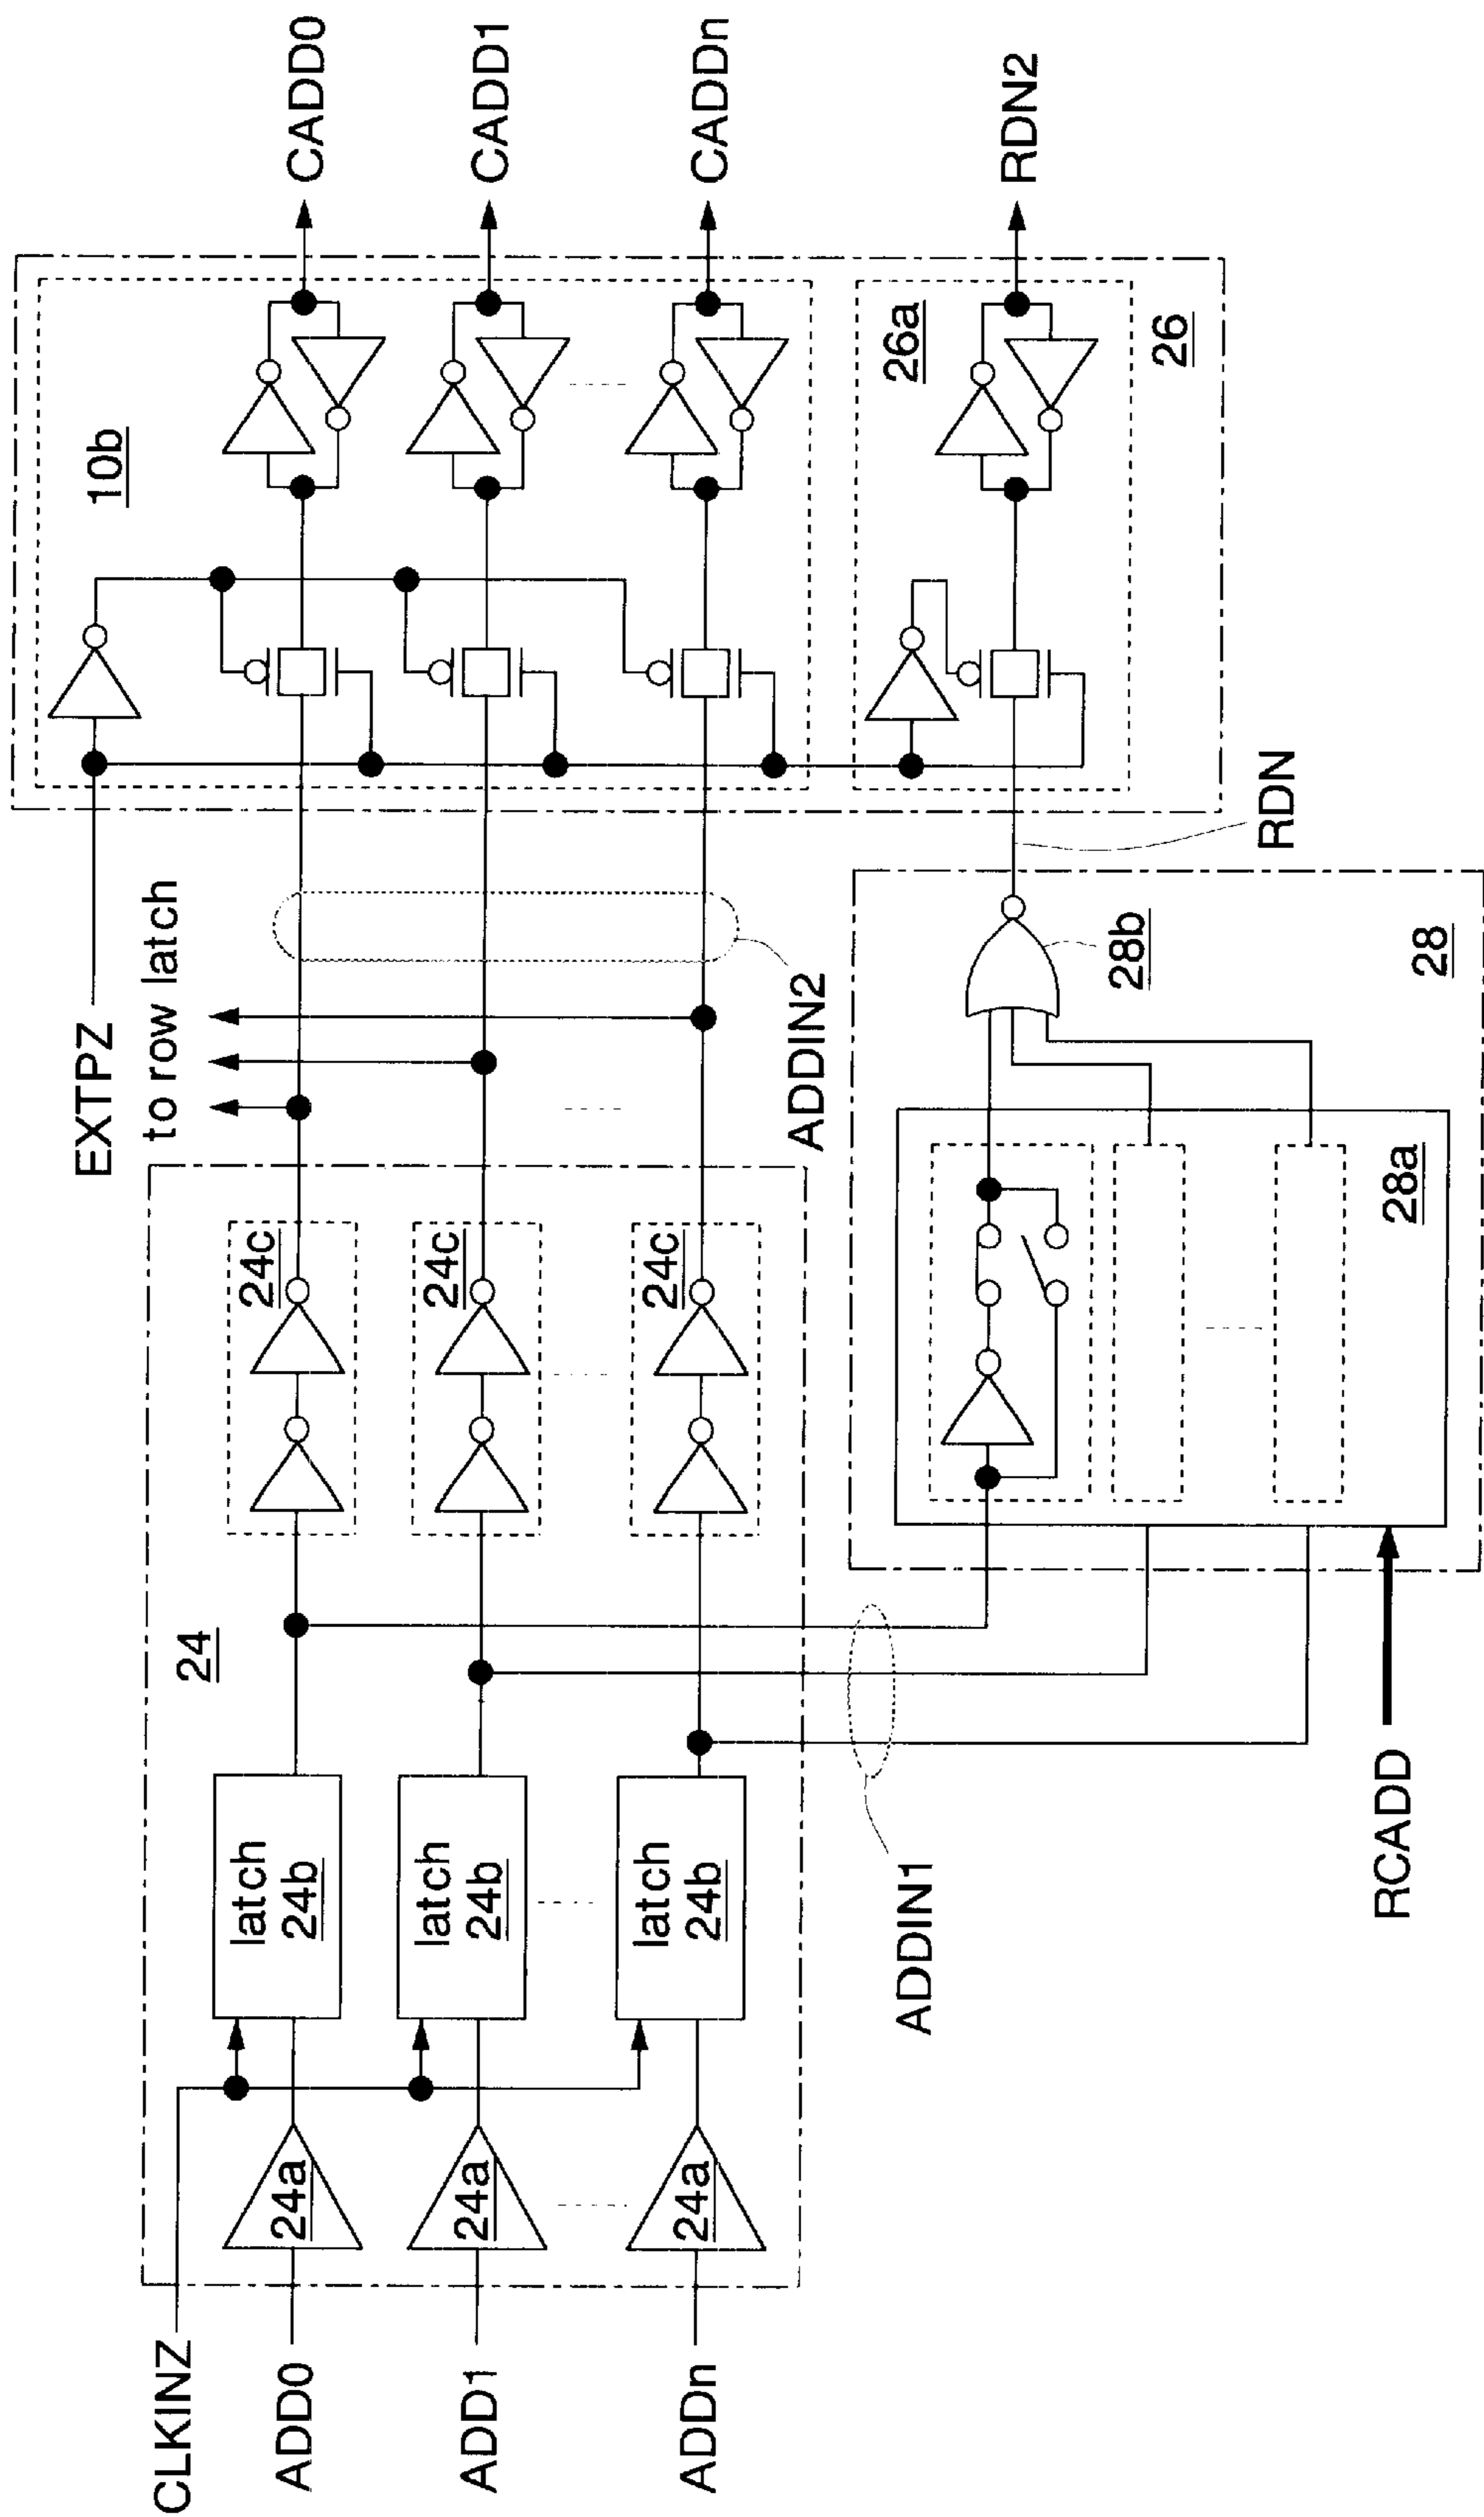 CLKINZ
ADD0
ADD1
ADDn
24a
24a
24a
latch
24b
latch
24b
latch
24b
24
24c
24c
24c
ADDIN1
RCADD
EXTPZ
to row latch
ADDIN2
28a
28b
28
RDN
10b
26a
26
CADD0
CADD1
CADDn
RDN2